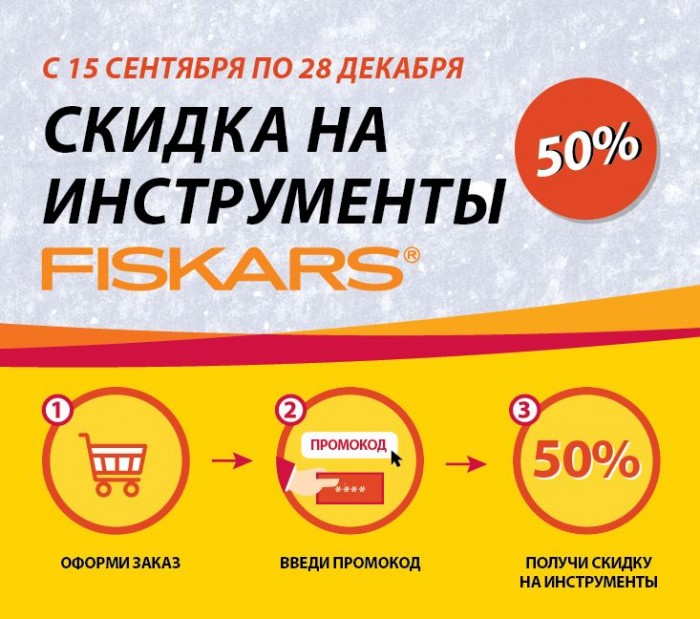 С 15 СЕНТЯБРЯ ПО 28 ДЕКАБРЯ
СКИДКА НА
ИНСТРУМЕНТЫ
50%
FISKARS®
1
2
3
ПРОМОКОД
****
50%
ОФОРМИ ЗАКАЗ
ВВЕДИ ПРОМОКОД
ПОЛУЧИ СКИДКУ
НА ИНСТРУМЕНТЫ